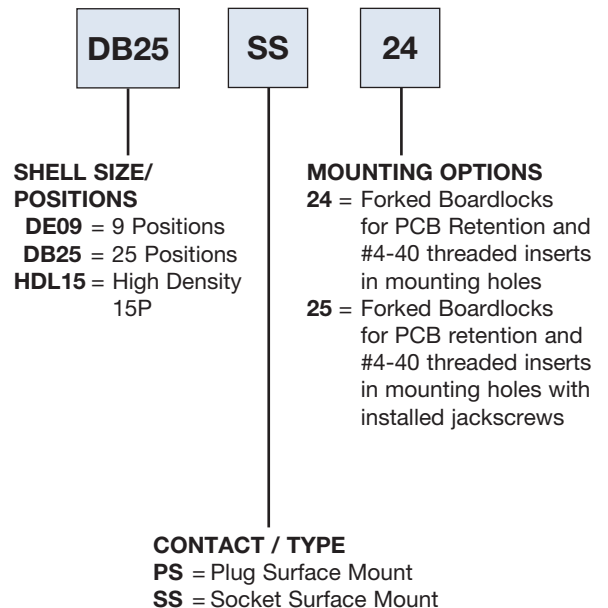 DB25 SS 24
SHELL SIZE/
POSITIONS
DE09 = 9 Positions
DB25 = 25 Positions
HDL15 = High Density
15P
MOUNTING OPTIONS
24 = Forked Boardlocks
for PCB Retention and
#4-40 threaded inserts
in mounting holes
25 = Forked Boardlocks
for PCB retention and
#4-40 threaded inserts
in mounting holes with
installed jackscrews
CONTACT / TYPE
PS = Plug Surface Mount
SS = Socket Surface Mount